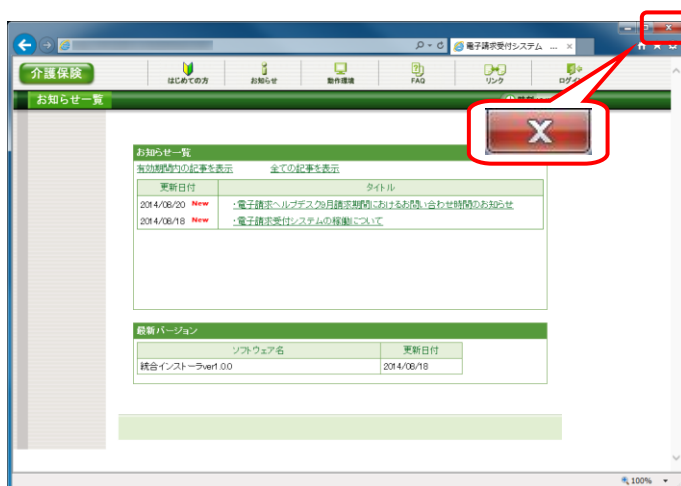 電子請求受付システム ...
介護保険
はじめての方
お知らせ
動作環境
FAQ
リンク
お知らせ一覧
お知らせ一覧
有効期間内の記事を表示 全ての記事を表示
更新日付 タイトル
2014/08/20 New ・電子請求ヘルプデスク9月請求期間におけるお問い合わせ時間のお知らせ
2014/08/18 New ・電子請求受付システムの稼働について
最新バージョン
ソフトウェア名 更新日付
統合インストーラver1.0.0 2014/08/18
100%